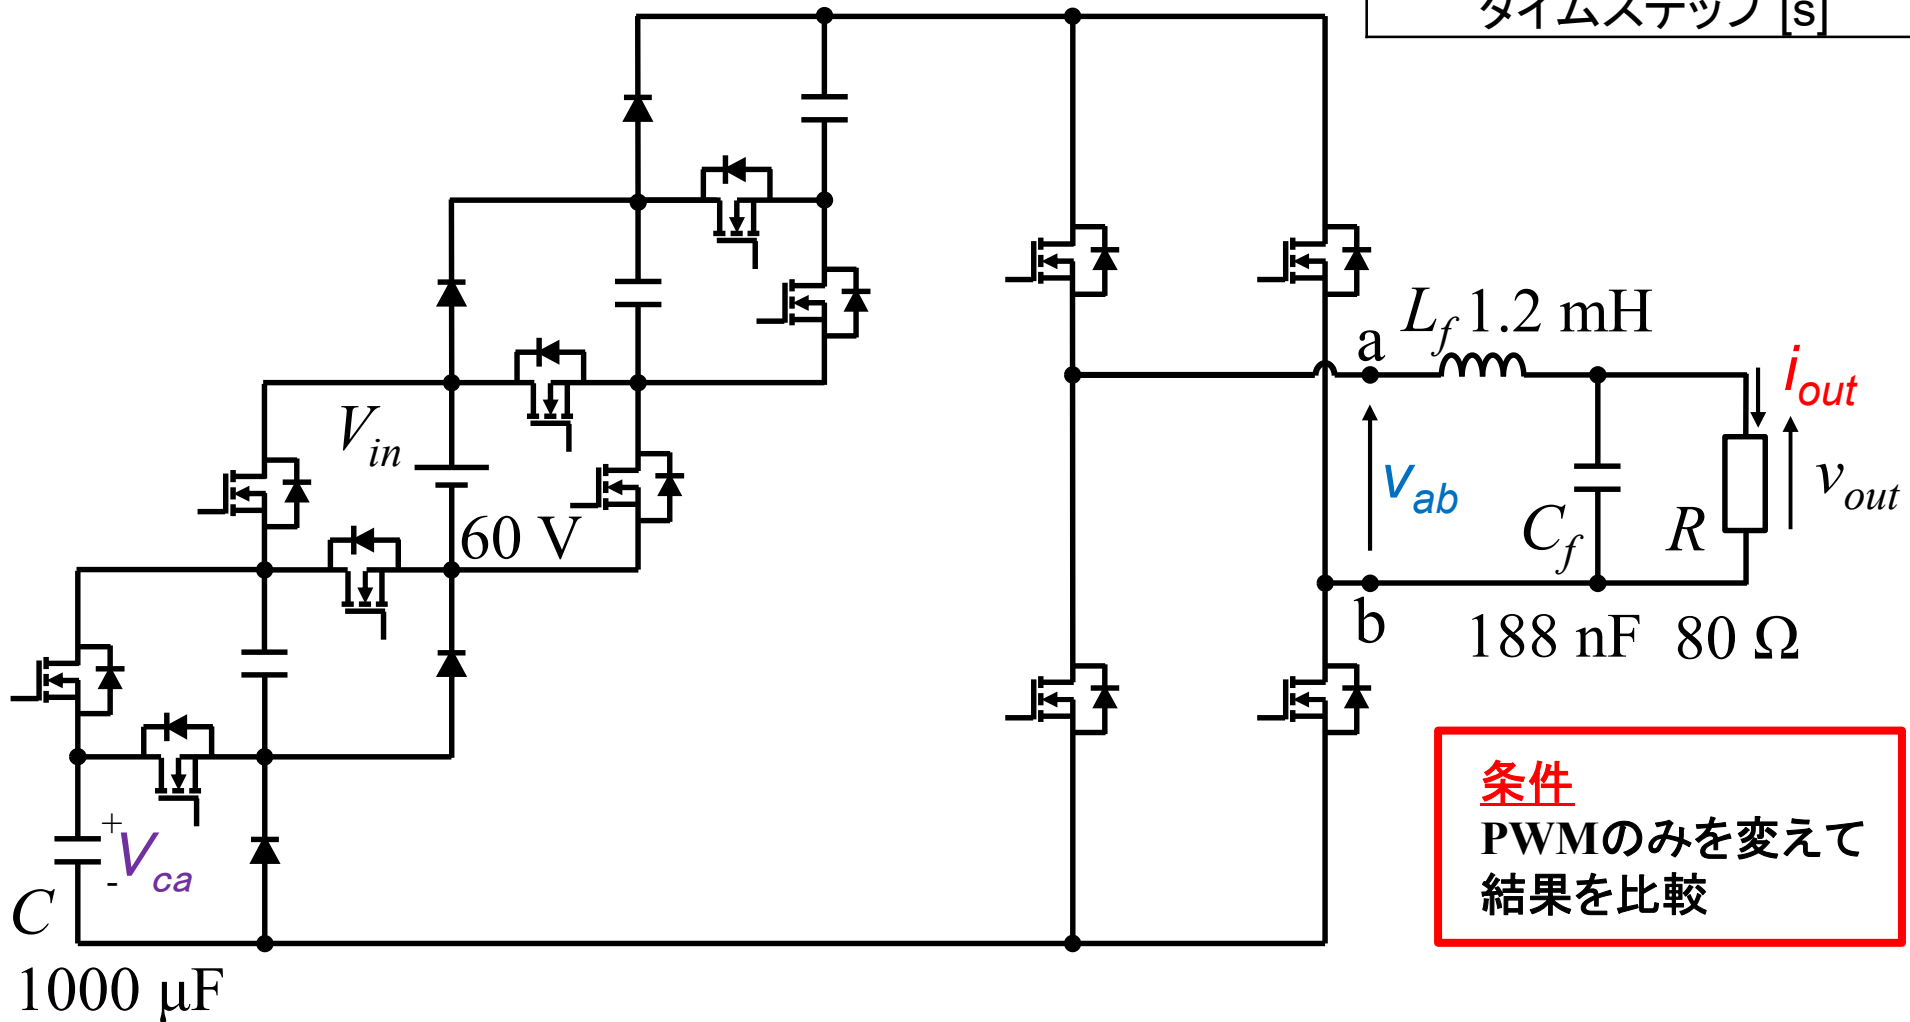 タイムステップ [s]
L_f 1.2 mH
a
i_out
V_in
v_ab
v_out
60 V
C_f
R
b
188 nF 80 Ω
+
V_ca
-
C
1000 μF
条件
PWMのみを変えて
結果を比較